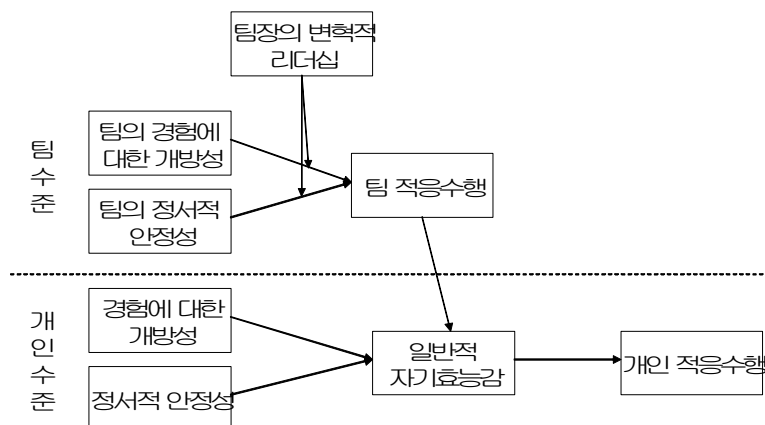 팀장의 변혁적
리더십
팀
수
준
팀의 경험에
대한 개방성
팀의 정서적
안정성
팀 적응수행
개
인
수
준
경험에 대한
개방성
정서적 안정성
일반적
자기효능감
개인 적응수행